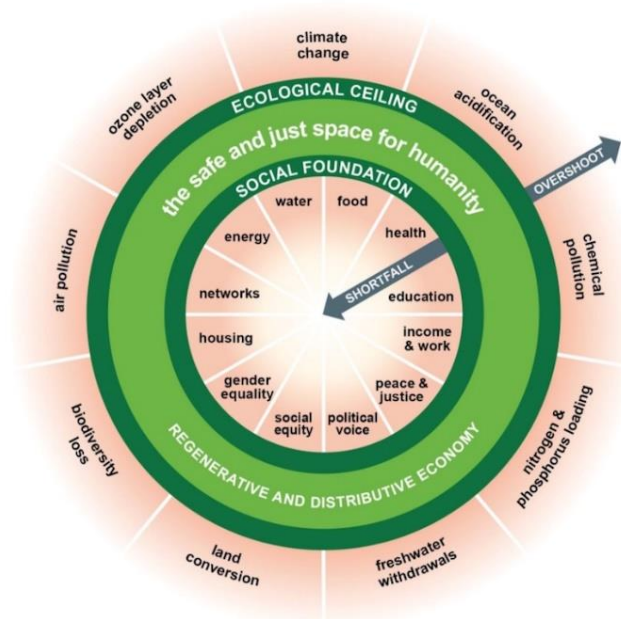 climate
change
ocean
acidification
chemical
pollution
nitrogen &
phosphorus loading
freshwater
withdrawals
land
conversion
biodiversity
loss
air pollution
ozone layer
depletion
OVERSHOOT
ECOLOGICAL CEILING
the safe and just space for humanity
SOCIAL FOUNDATION
water
food
health
SHORTFALL
education
income
& work
peace &
justice
political
voice
social
equity
gender
equality
housing
networks
energy
REGENERATIVE AND DISTRIBUTIVE ECONOMY